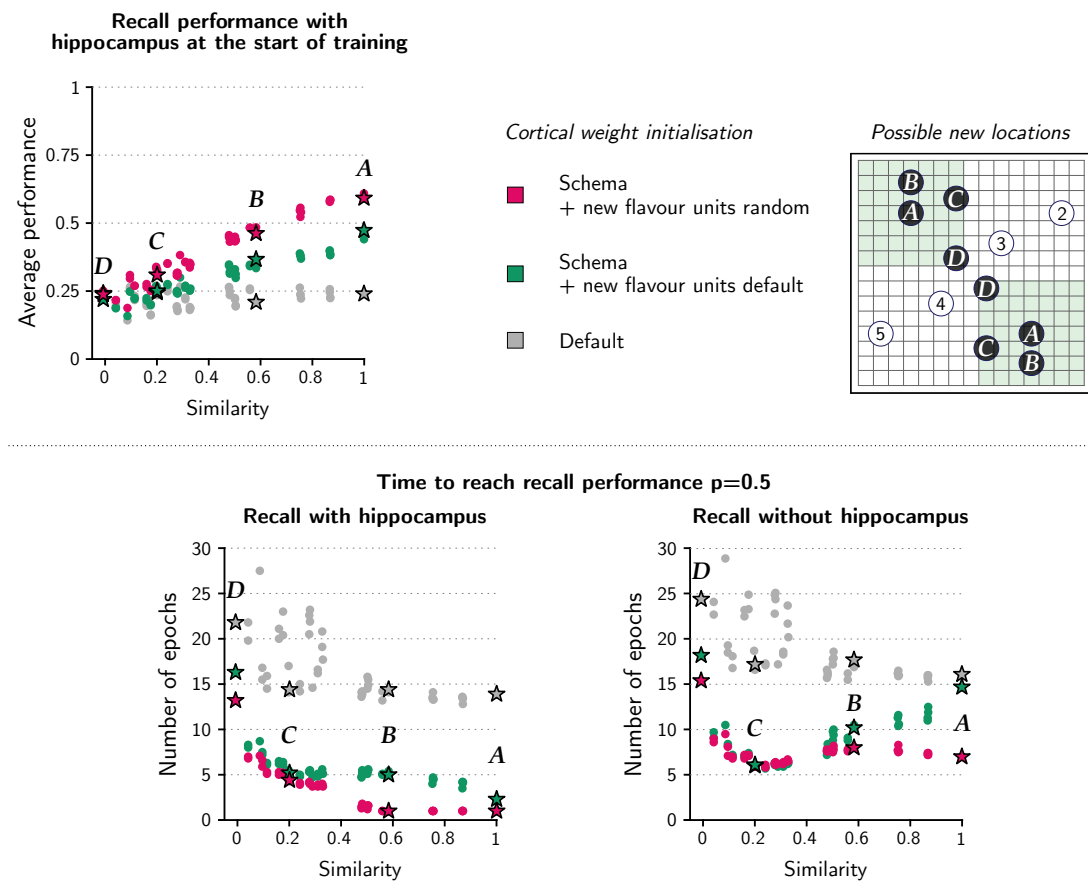 Recall performance with
hippocampus at the start of training
Average performance
1
0.75
0.5
0.25
0
D
C
B
A
0
0.2
0.4
0.6
0.8
1
Similarity
Cortical weight initialisation
Schema
+ new flavour units random
Schema
+ new flavour units default
Default
Possible new locations
B
C
A
2
3
D
D
4
5
A
C
B
Time to reach recall performance p=0.5
Recall with hippocampus
Number of epochs
30
25
20
15
10
5
0
D
C
B
A
0
0.2
0.4
0.6
0.8
1
Similarity
Recall without hippocampus
Number of epochs
30
25
20
15
10
5
0
D
C
B
A
0
0.2
0.4
0.6
0.8
1
Similarity